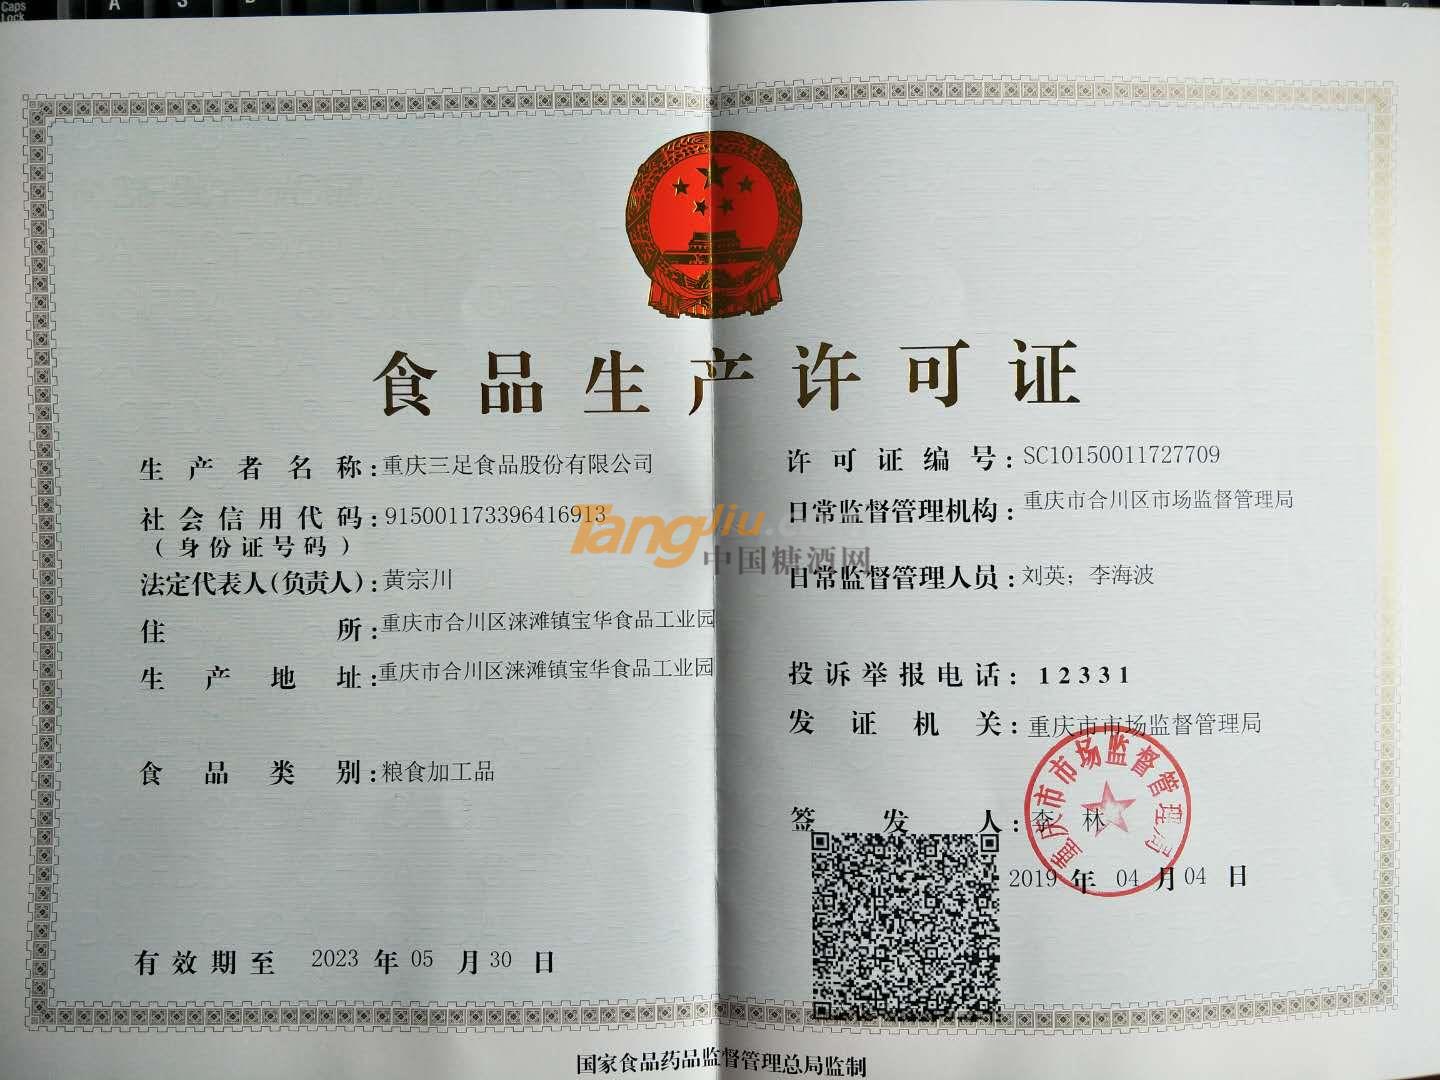 Caps
Lock
A
S
D
食品生产许可证
生产者名称：重庆三足食品股份有限公司
社会信用代码：915001173396416913
（身份证号码）
法定代表人(负责人)：黄宗川
住所：重庆市合川区涞滩镇宝华食品工业园
生产地址：重庆市合川区涞滩镇宝华食品工业园
食品类别：粮食加工品
有效期至 2023 年 05 月 30 日
许可证编号：SC10150011727709
日常监督管理机构：重庆市合川区市场监督管理局
日常监督管理人员：刘英；李海波
投诉举报电话：12331
发证机关：重庆市市场监督管理局
签发人：李 林
2019 年 04 月 04 日
重庆市市场监督管理局
Tangjiu
中国糖酒网
国家食品药品监督管理总局监制